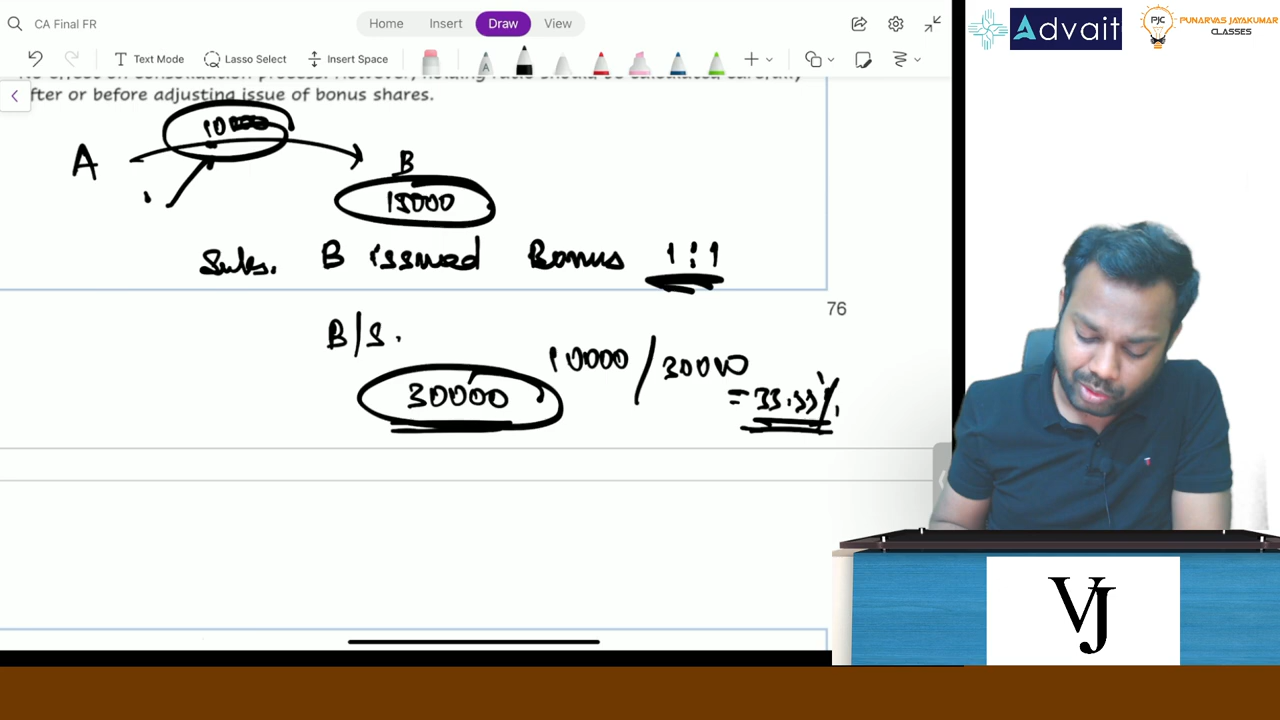 CA Final FR
Home Insert Draw View
Text Mode Lasso Select Insert Space
Advait
PJC PUNARVAS JAYAKUMAR
CLASSES
fter or before adjusting issue of bonus shares.
A
B
15000
Subs. B issued Bonus 1:1
76
B/S.
30000
10000/30000
= 33.33%
VJ